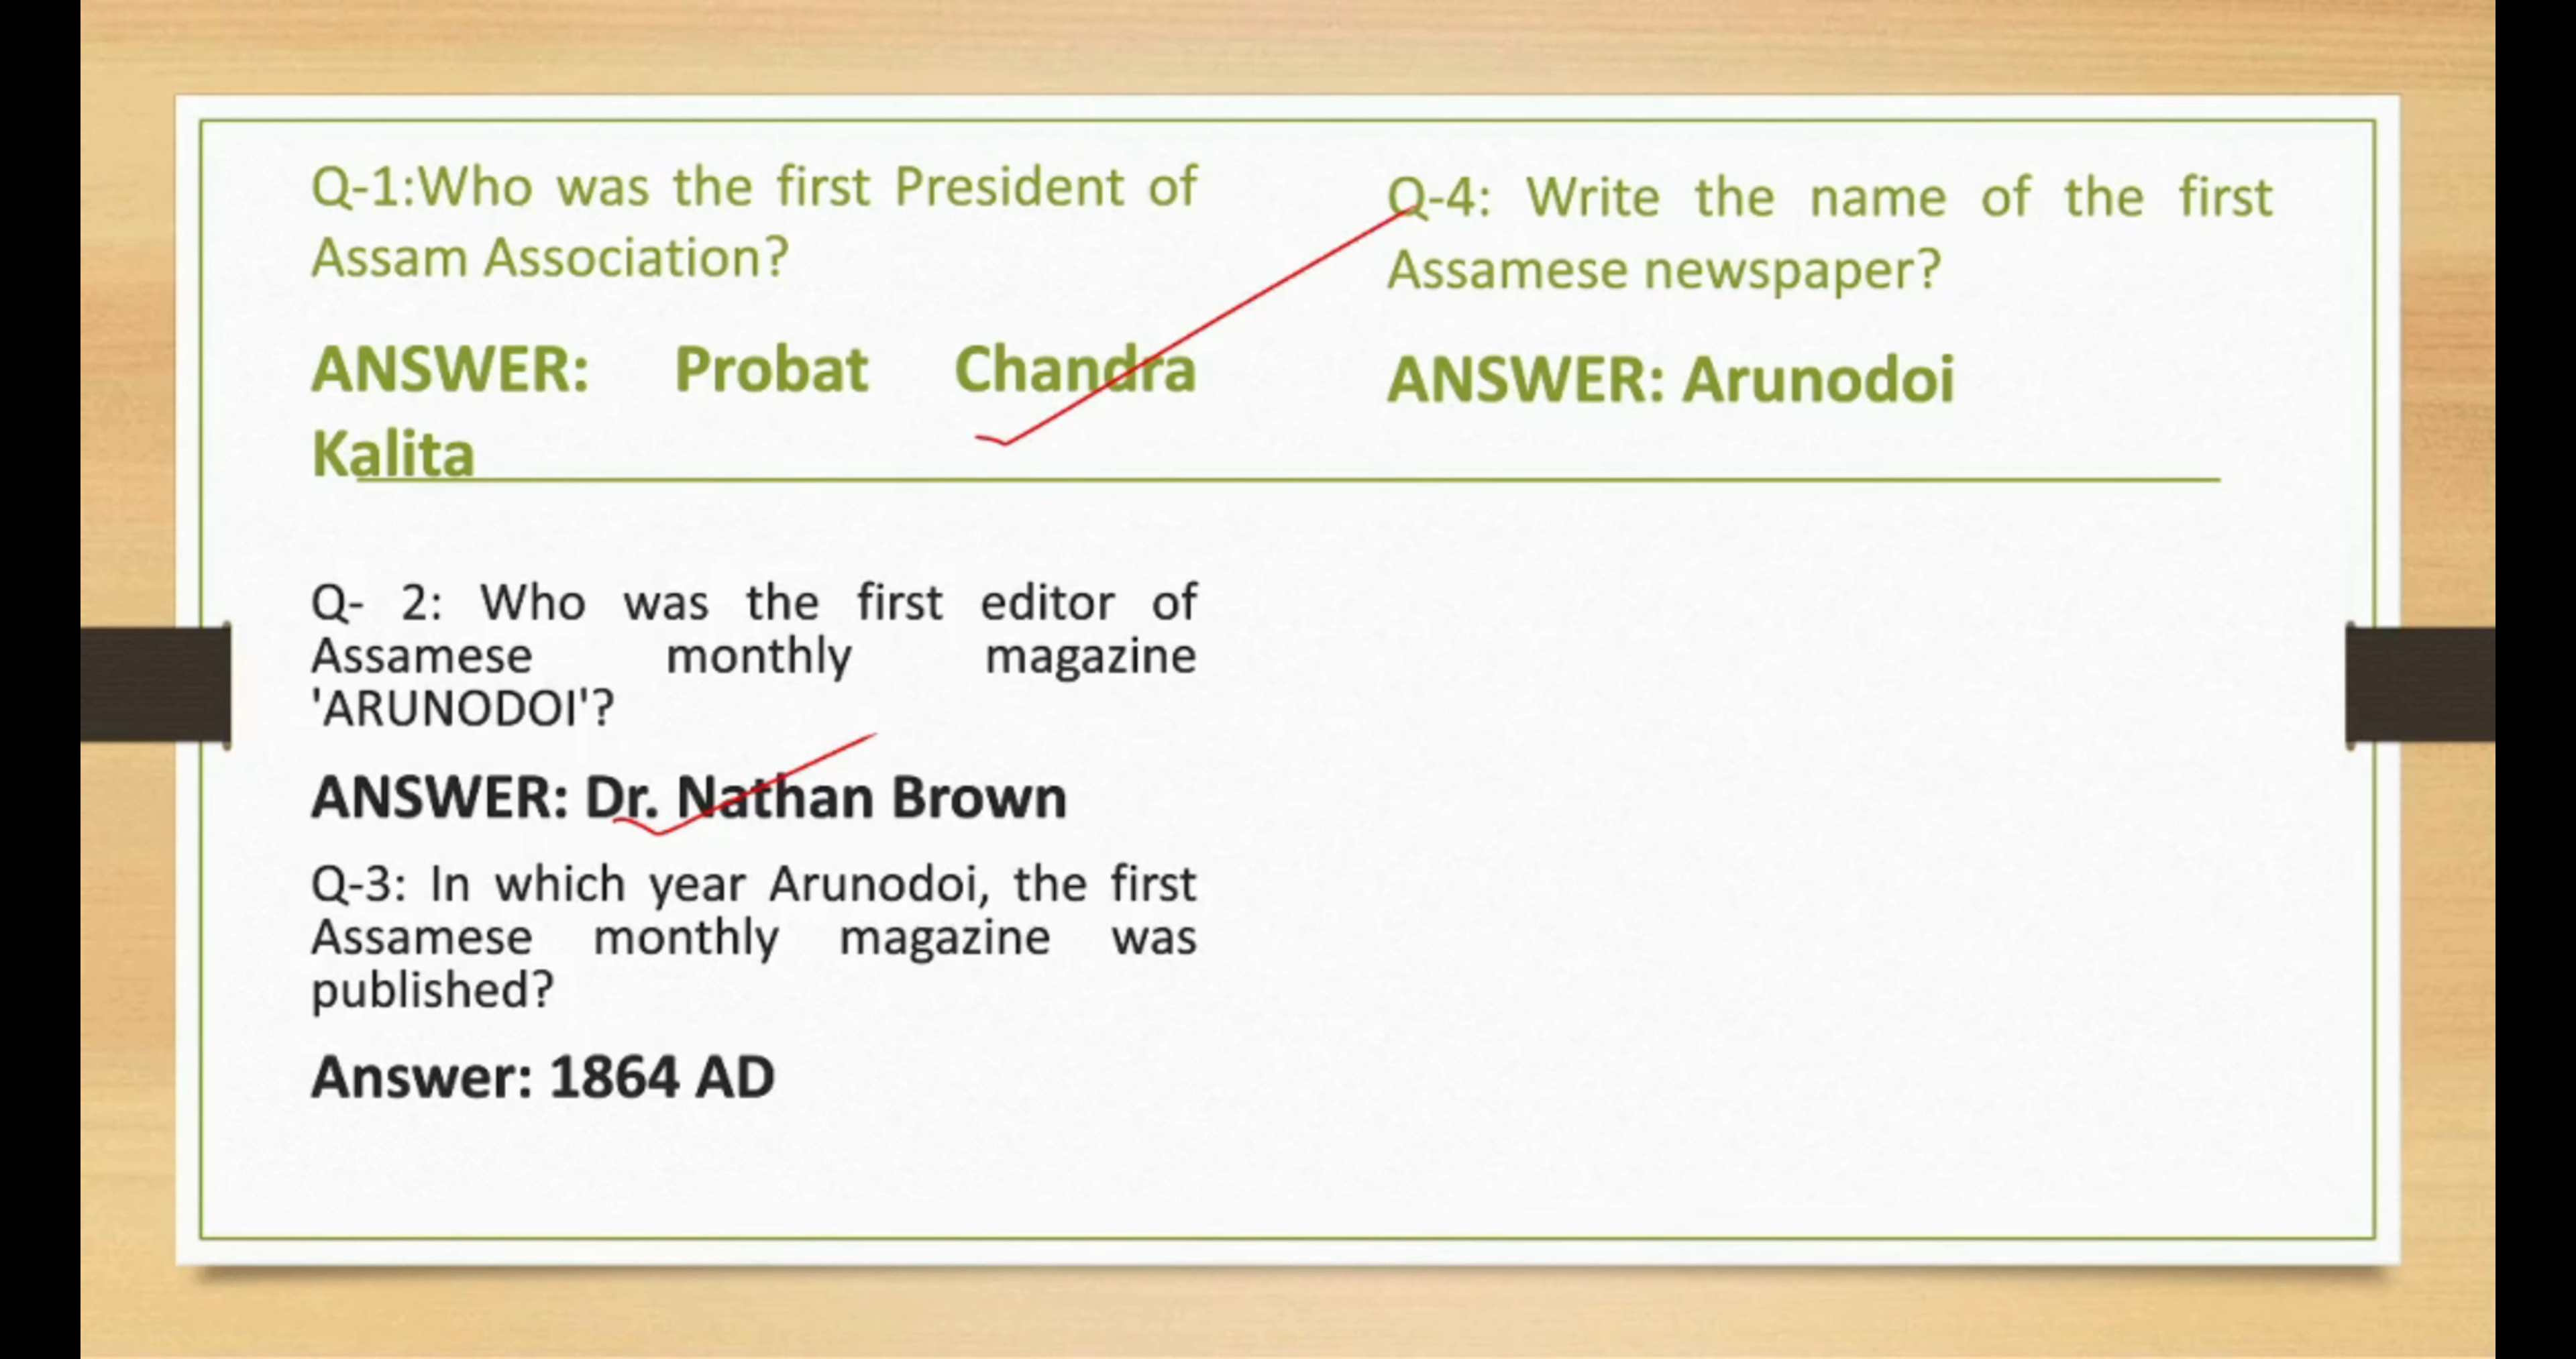 Q-1:Who was the first President of
Assam Association?
ANSWER: Probat Chandra
Kalita
Q- 2: Who was the first editor of
Assamese monthly magazine
'ARUNODOI'?
ANSWER: Dr. Nathan Brown
Q-3: In which year Arunodoi, the first
Assamese monthly magazine was
published?
Answer: 1864 AD
Q-4: Write the name of the first
Assamese newspaper?
ANSWER: Arunodoi